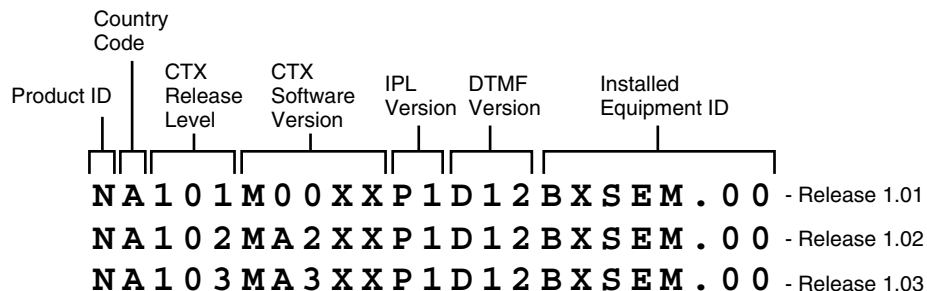 Country
Code
Product ID
CTX
Release
Level
CTX
Software
Version
IPL
Version
DTMF
Version
Installed
Equipment ID
NA101M00XXP1D12BXSEM.00 - Release 1.01
NA102MA2XXP1D12BXSEM.00 - Release 1.02
NA103MA3XXP1D12BXSEM.00 - Release 1.03